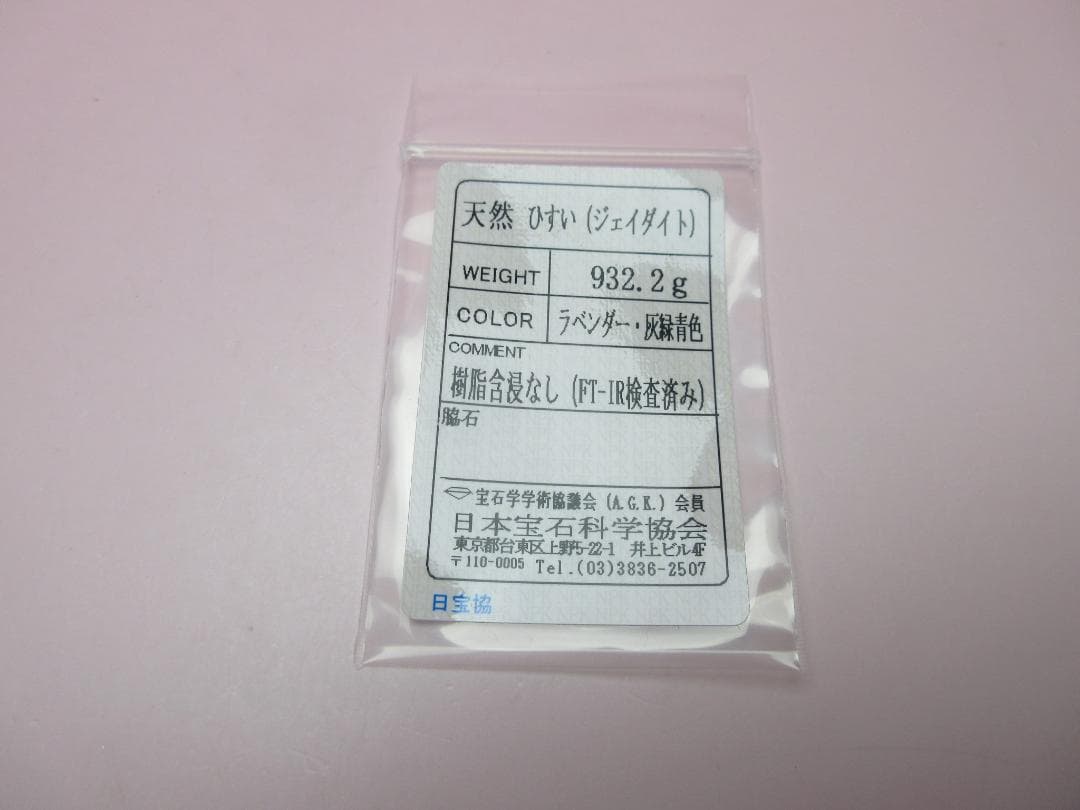 天然 ひすい (ジェイダイト)
WEIGHT 932.2g
COLOR ラベンダー・灰緑青色
COMMENT
樹脂含浸なし (FT-IR検査済み)
脇石
宝石学学術協議会 (A.G.K.) 会員
日本宝石科学協会
東京都台東区上野5-22-1 井上ビル4F
〒110-0005 Tel.(03)3836-2507
日宝協